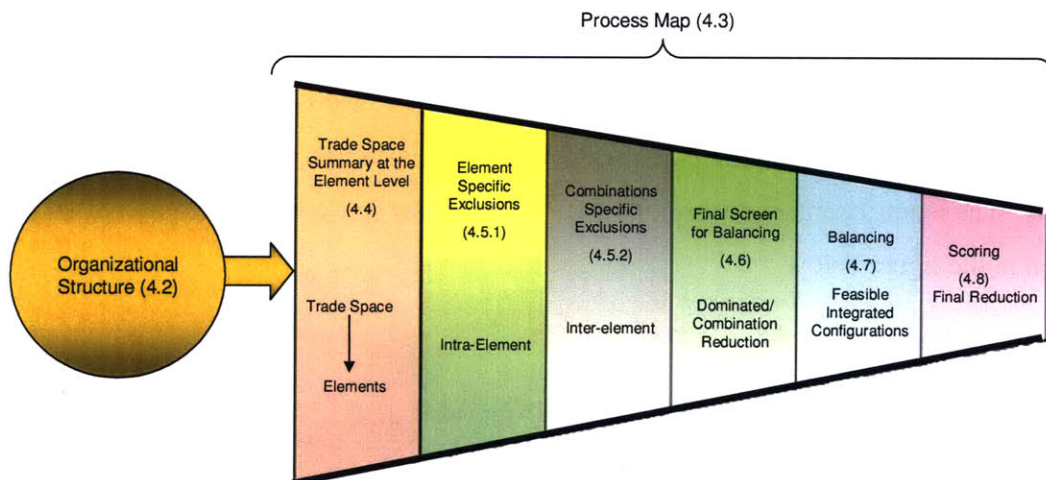 Process Map (4.3)
Organizational
Structure (4.2)
Trade Space
Summary at the
Element Level
(4.4)
Trade Space
Elements
Element
Specific
Exclusions
(4.5.1)
Intra-Element
Combinations
Specific
Exclusions
(4.5.2)
Inter-element
Final Screen
for Balancing
(4.6)
Dominated/
Combination
Reduction
Balancing
(4.7)
Feasible
Integrated
Configurations
Scoring
(4.8)
Final Reduction